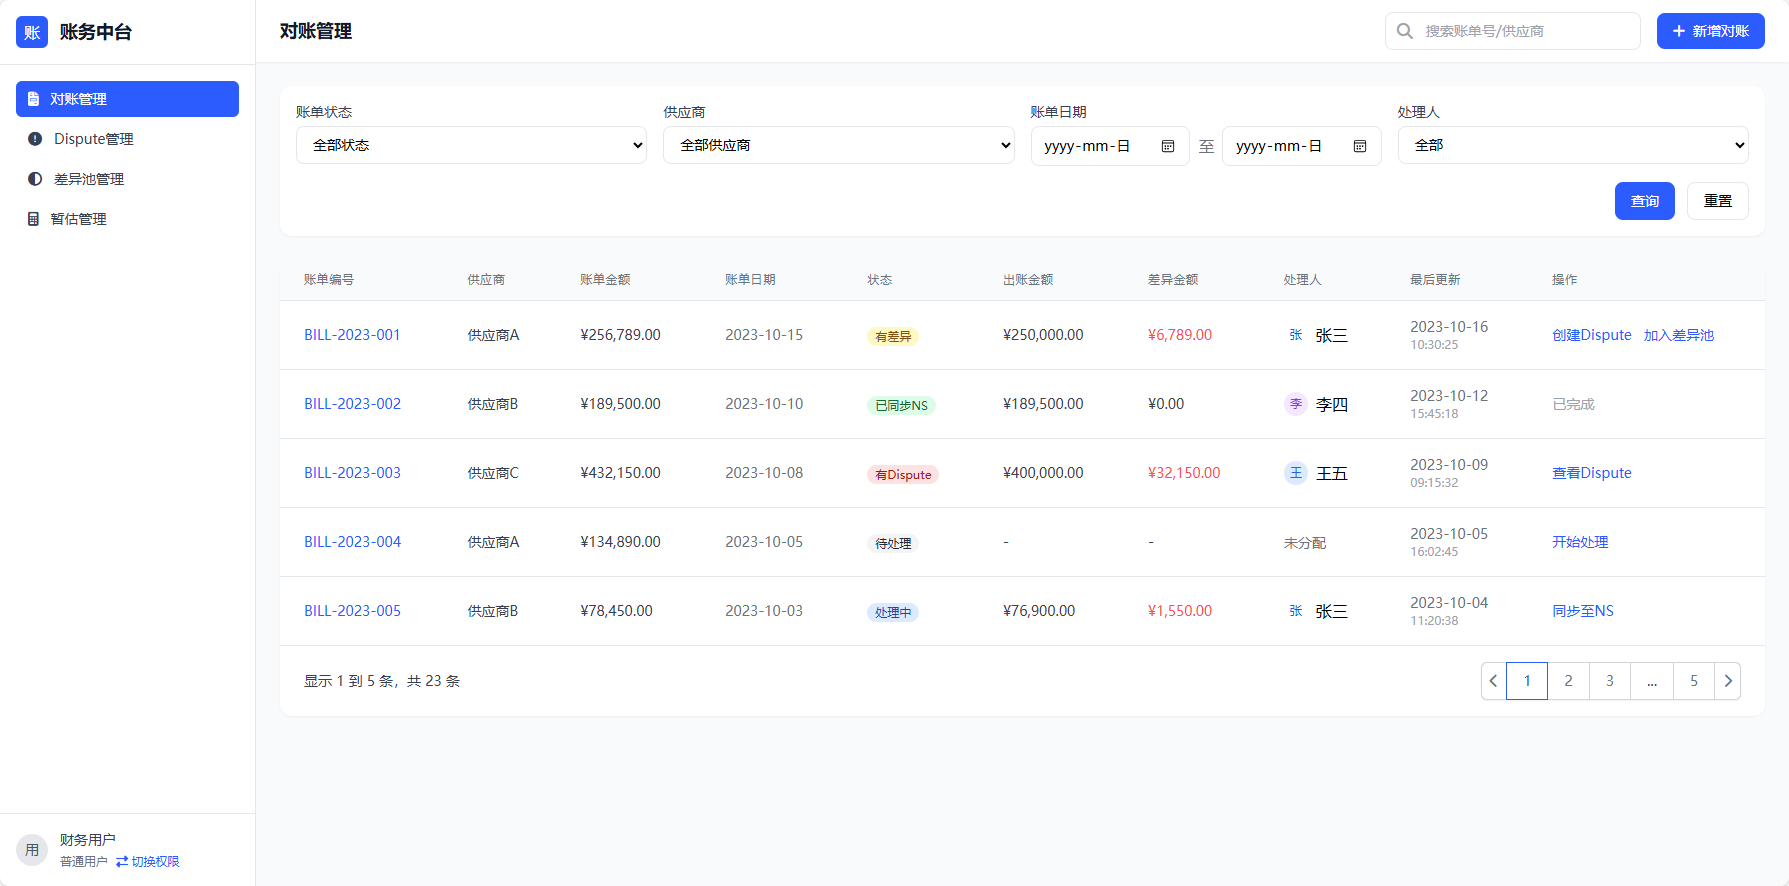 账 账务中台
对账管理
搜索账单号/供应商
新增对账
对账管理
Dispute管理
差异池管理
暂估管理
账单状态 供应商 账单日期 处理人
全部状态 全部供应商 yyyy-mm-日 至 yyyy-mm-日 全部
查询 重置
账单编号 供应商 账单金额 账单日期 状态 出账金额 差异金额 处理人 最后更新 操作
BILL-2023-001 供应商A ¥256,789.00 2023-10-15 有差异 ¥250,000.00 ¥6,789.00 张 张三 2023-10-16 创建Dispute 加入差异池
10:30:25
BILL-2023-002 供应商B ¥189,500.00 2023-10-10 已同步NS ¥189,500.00 ¥0.00 李 李四 2023-10-12 已完成
15:45:18
BILL-2023-003 供应商C ¥432,150.00 2023-10-08 有Dispute ¥400,000.00 ¥32,150.00 王 王五 2023-10-09 查看Dispute
09:15:32
BILL-2023-004 供应商A ¥134,890.00 2023-10-05 待处理 - - 未分配 2023-10-05 开始处理
16:02:45
BILL-2023-005 供应商B ¥78,450.00 2023-10-03 处理中 ¥76,900.00 ¥1,550.00 张 张三 2023-10-04 同步至NS
11:20:38
显示 1 到 5 条，共 23 条
1 2 3 ... 5
用 财务用户
普通用户 切换权限